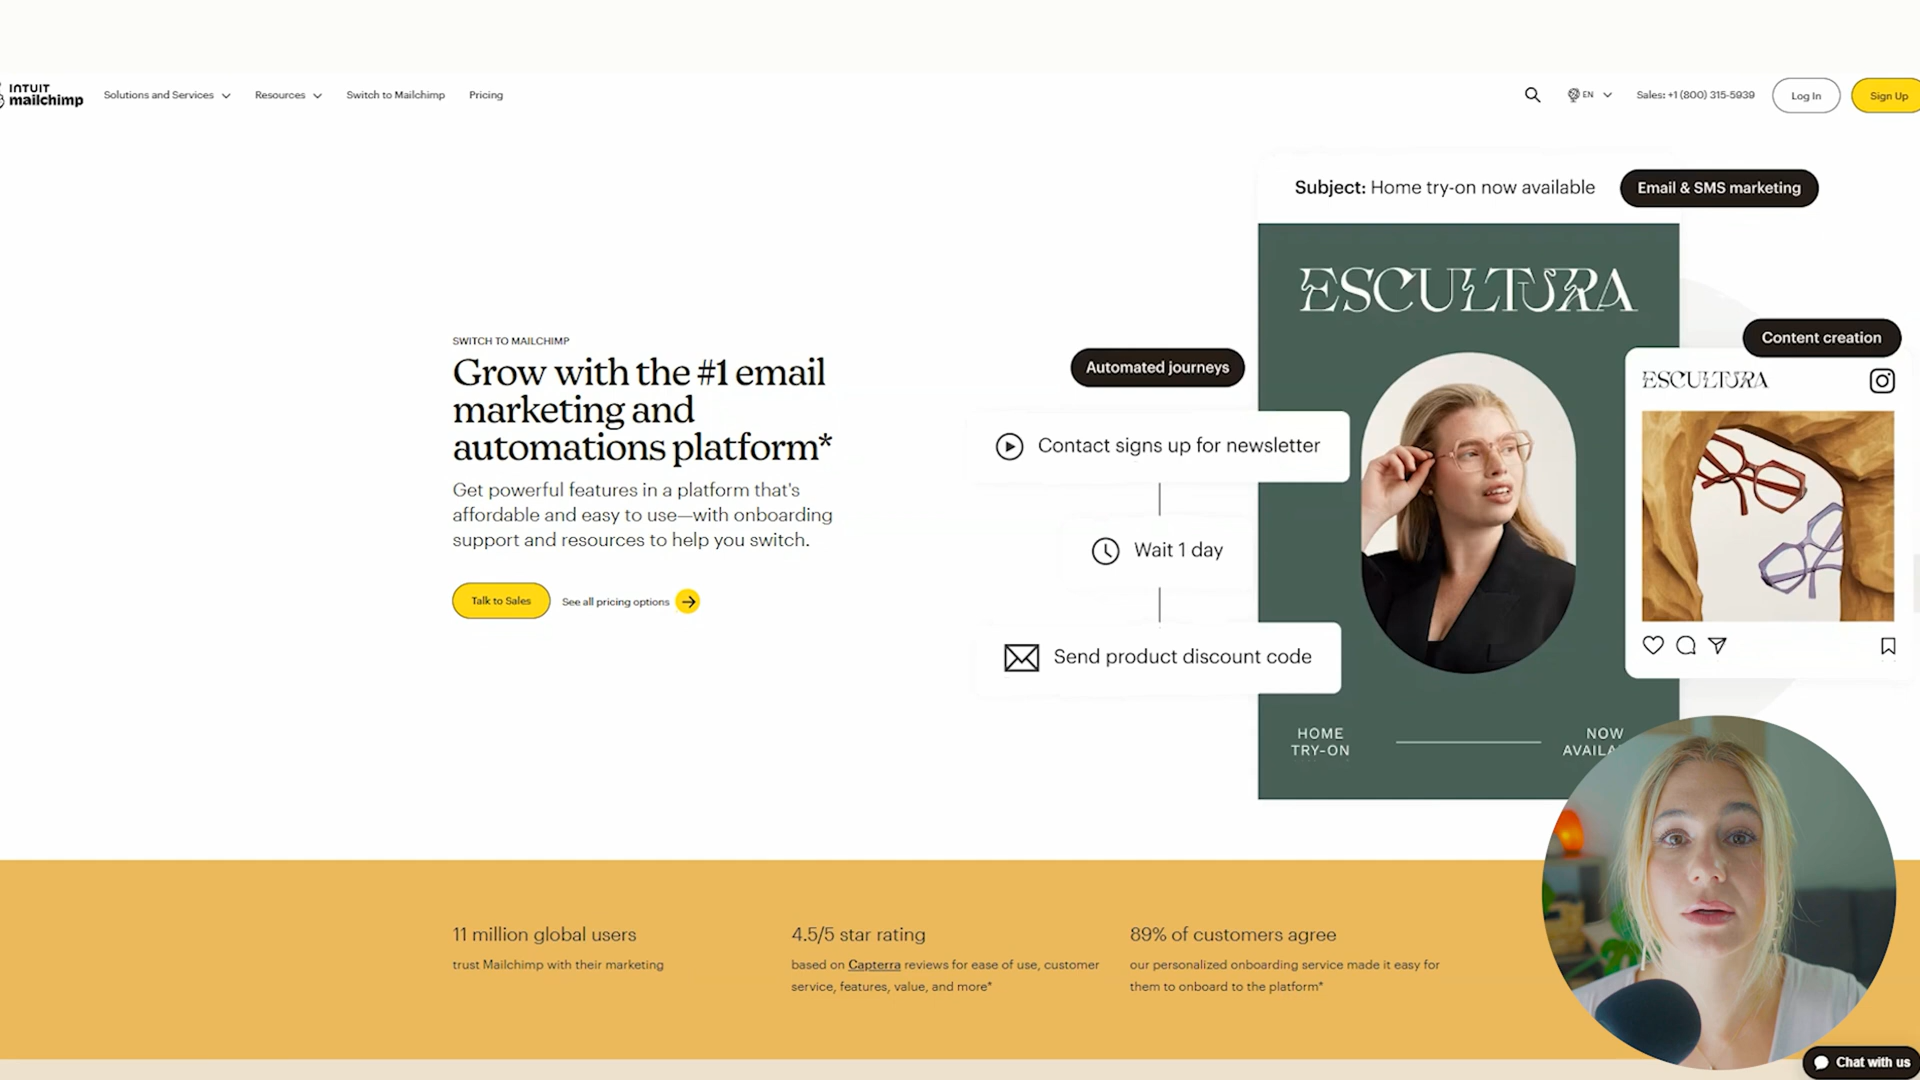 INTUIT
mailchimp
Solutions and Services
Resources
Switch to Mailchimp
Pricing
EN
Sales: +1 (800) 315-5939
Log In
Sign Up
Subject: Home try-on now available
Email & SMS marketing
ESCULTURA
SWITCH TO MAILCHIMP
Grow with the #1 email
marketing and
automations platform*
Get powerful features in a platform that's
affordable and easy to use—with onboarding
support and resources to help you switch.
Talk to Sales
See all pricing options
Automated journeys
Contact signs up for newsletter
Wait 1 day
Send product discount code
Content creation
ESCULTURA
HOME
TRY-ON
NOW
11 million global users
trust Mailchimp with their marketing
4.5/5 star rating
based on Capterra reviews for ease of use, customer
service, features, value, and more*
89% of customers agree
our personalized onboarding service made it easy for
them to onboard to the platform*
Chat with us